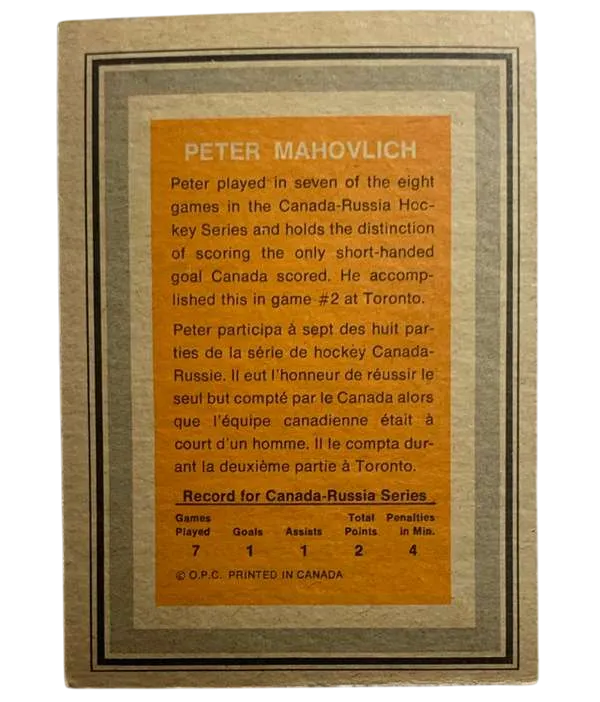 PETER MAHOVLICH
Peter played in seven of the eight
games in the Canada-Russia Hoc-
key Series and holds the distinction
of scoring the only short-handed
goal Canada scored. He accomp-
lished this in game #2 at Toronto.
Peter participa à sept des huit par-
ties de la série de hockey Canada-
Russie. Il eut l'honneur de réussir le
seul but compté par le Canada alors
que l'équipe canadienne était à
court d'un homme. Il le compta dur-
ant la deuxième partie à Toronto.
Record for Canada-Russia Series
Games Total Penalties
Played Goals Assists Points in Min.
7 1 1 2 4
© O.P.C. PRINTED IN CANADA